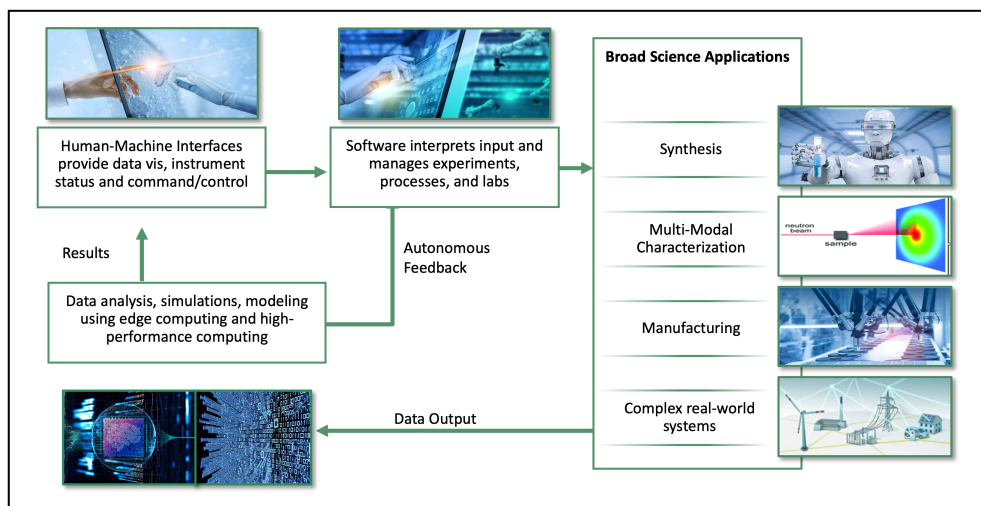 Broad Science Applications
Human-Machine Interfaces
provide data vis, instrument
status and command/control
Software interprets input and
manages experiments,
processes, and labs
Synthesis
neutron
beam
sample
Multi-Modal
Characterization
Results
Autonomous
Feedback
Data analysis, simulations, modeling
using edge computing and high-
performance computing
Manufacturing
Complex real-world
systems
Data Output